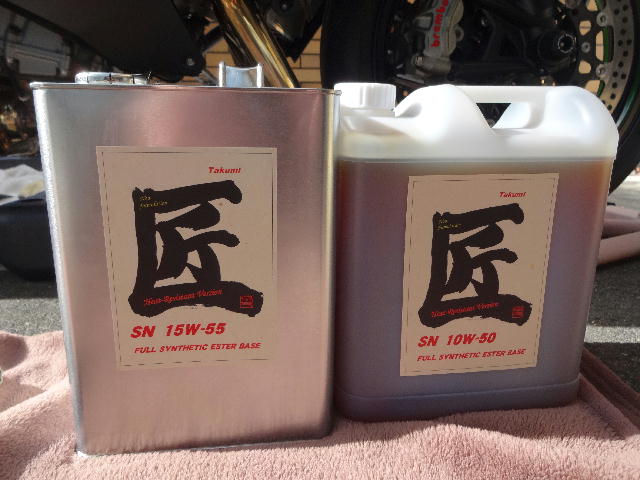 Takumi
匠
Heat-Resistant Version
SN 15W-55
FULL SYNTHETIC ESTER BASE
Takumi
匠
Heat-Resistant Version
SN 10W-50
FULL SYNTHETIC ESTER BASE
brembo